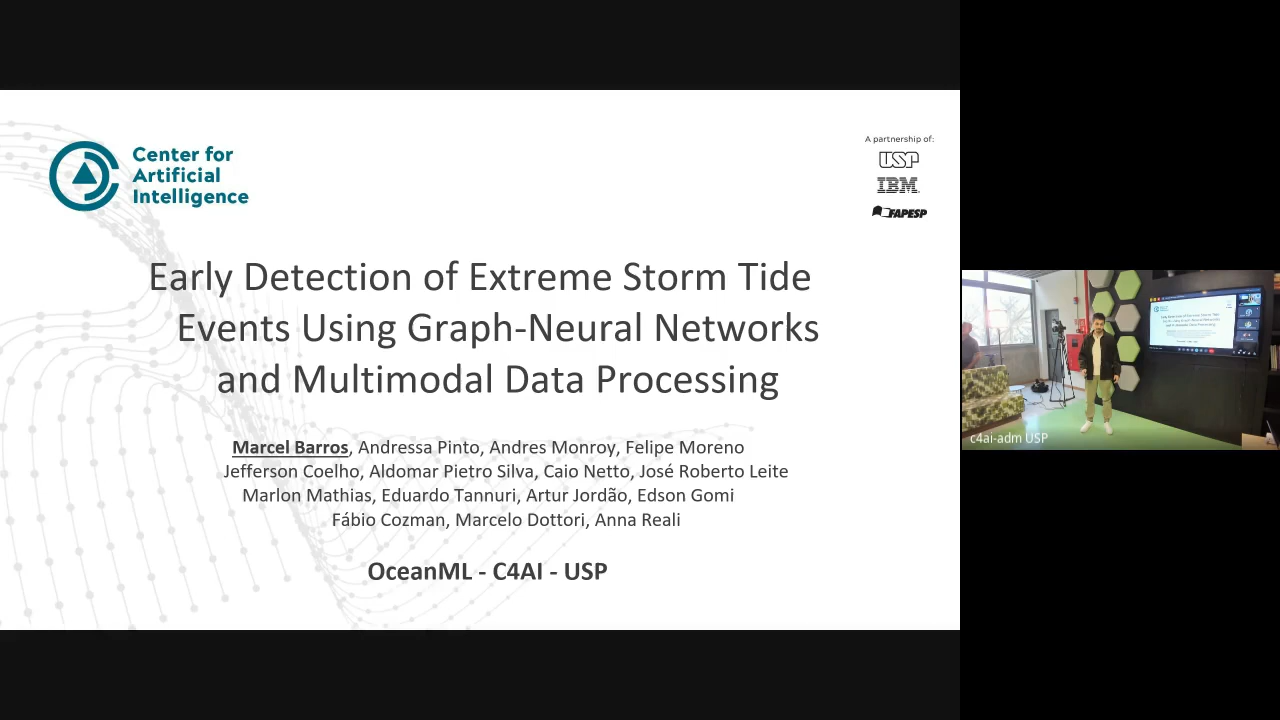 Center for
Artificial
Intelligence
A partnership of:
USP
IBM
FAPESP
Early Detection of Extreme Storm Tide
Events Using Graph-Neural Networks
and Multimodal Data Processing
Marcel Barros, Andressa Pinto, Andres Monroy, Felipe Moreno
Jefferson Coelho, Aldomar Pietro Silva, Caio Netto, José Roberto Leite
Marlon Mathias, Eduardo Tannuri, Artur Jordão, Edson Gomi
Fábio Cozman, Marcelo Dottori, Anna Reali
OceanML - C4AI - USP
c4ai-adm USP